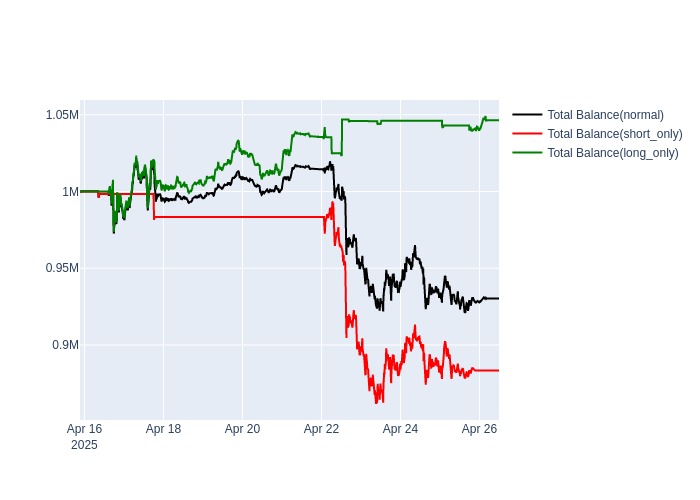 1.05M
1M
0.95M
0.9M
Apr 16
2025
Apr 18
Apr 20
Apr 22
Apr 24
Apr 26
Total Balance(normal)
Total Balance(short_only)
Total Balance(long_only)